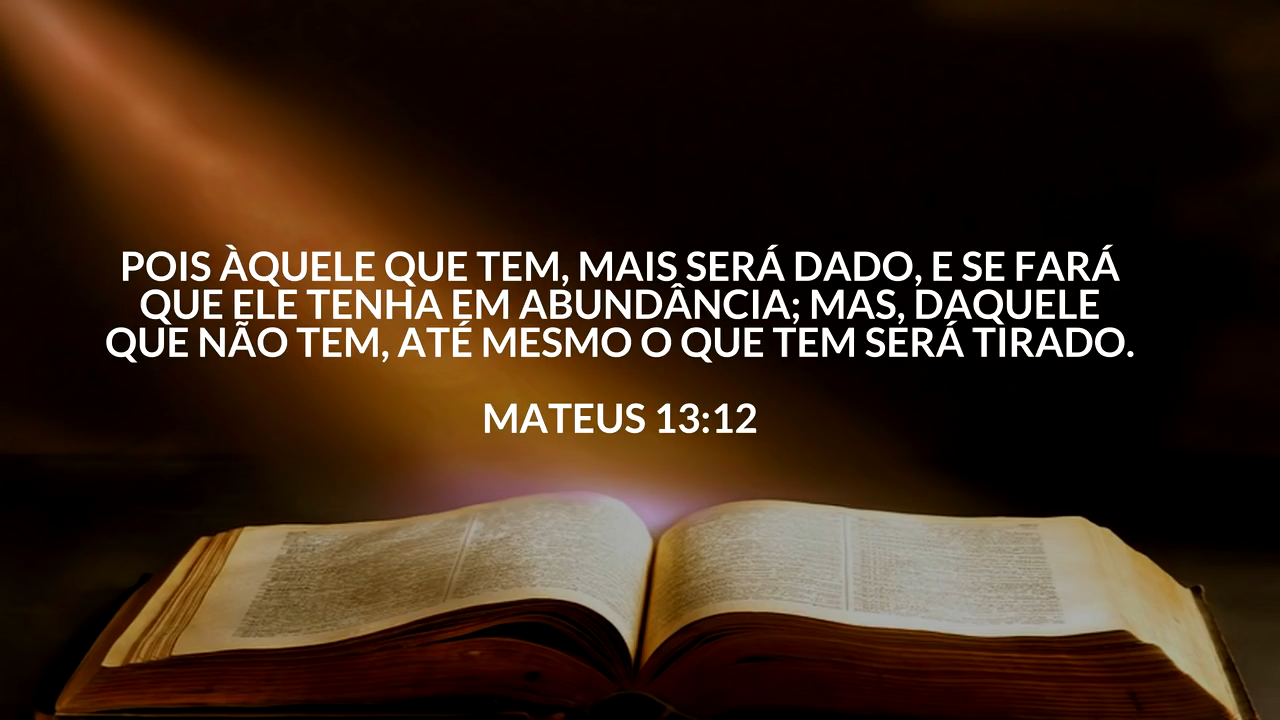 POIS ÀQUELE QUE TEM, MAIS SERÁ DADO, E SE FARÁ
QUE ELE TENHA EM ABUNDÂNCIA; MAS, DAQUELE
QUE NÃO TEM, ATÉ MESMO O QUE TEM SERÁ TIRADO.
MATEUS 13:12